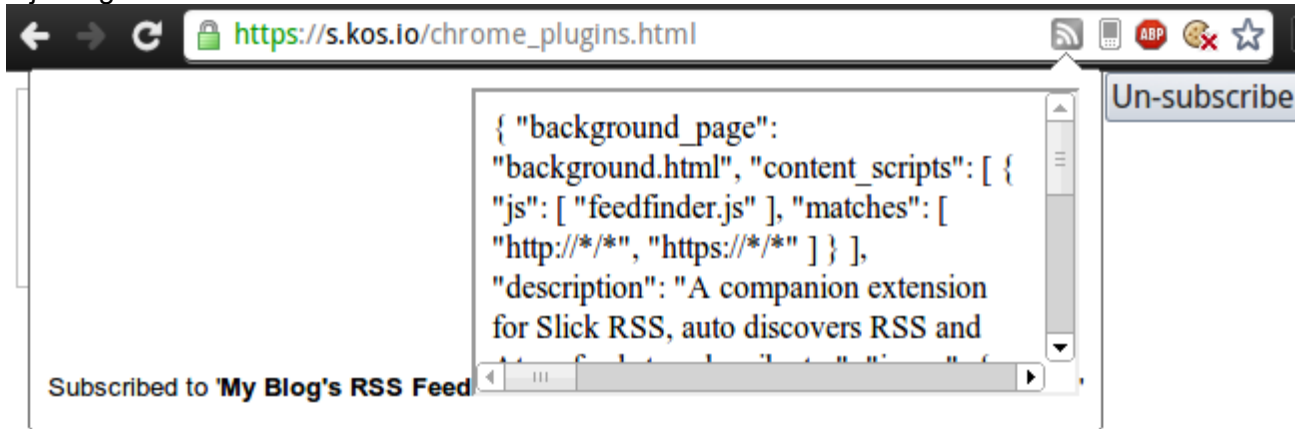 https://s.kos.io/chrome_plugins.html
ABP
Un-subscribe
{ "background_page":
"background.html", "content_scripts": [ {
"js": [ "feedfinder.js" ], "matches": [
"http://*/*", "https://*/*" ] } ],
"description": "A companion extension
for Slick RSS, auto discovers RSS and
Subscribed to 'My Blog's RSS Feed '